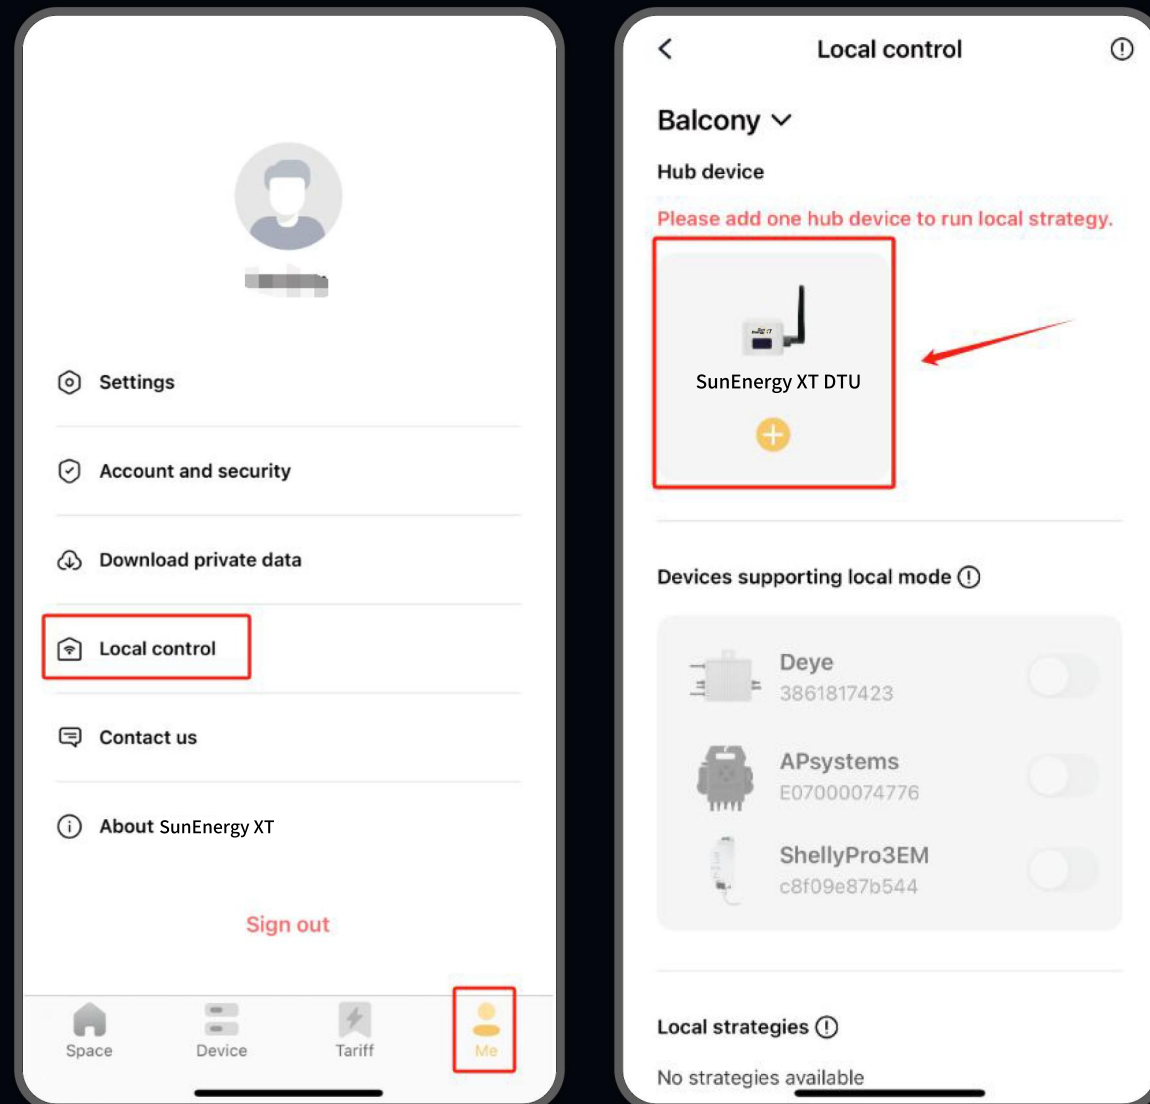 Settings
Account and security
Download private data
Local control
Contact us
About SunEnergy XT
Sign out
Space
Device
Tariff
Me
Local control
Balcony
Hub device
Please add one hub device to run local strategy.
SunEnergy XT DTU
Devices supporting local mode
Deye
3861817423
APsystems
E07000074776
ShellyPro3EM
c8f09e87b544
Local strategies
No strategies available